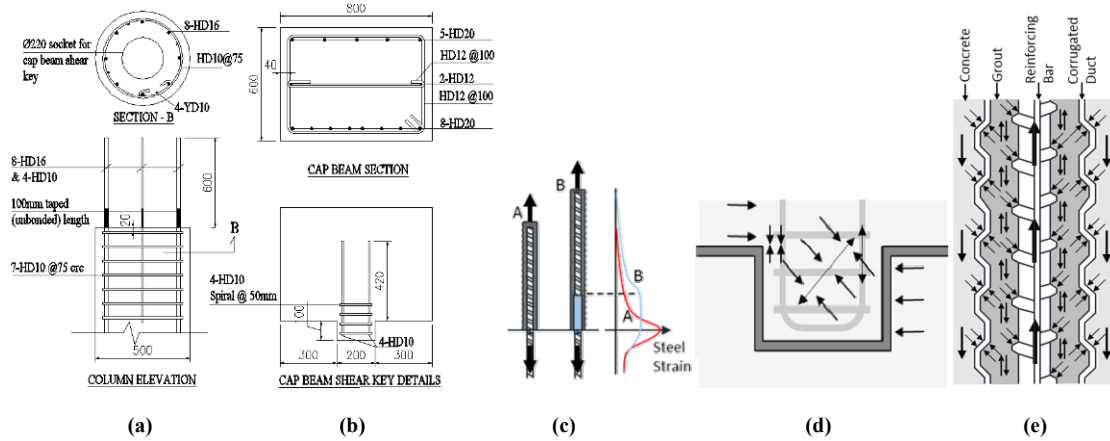 8-HD16
Ø220 socket for
cap beam shear
key
HD10@75
4-YD10
SECTION - B
8-HD16
& 4-HD10
100mm taped
(unbonded) length
600
20
B
7-HD10 @75 crc
500
COLUMN ELEVATION
(a)
800
5-HD20
HD12 @100
40
600
2-HD12
HD12 @100
8-HD20
CAP BEAM SECTION
4-HD10
Spiral @ 50mm
420
4-HD10
300
200
300
CAP BEAM SHEAR KEY DETAILS
(b)
A
B
B
A
Steel
Strain
(c)
(d)
Concrete
Grout
Reinforcing
Bar
Corrugated
Duct
(e)